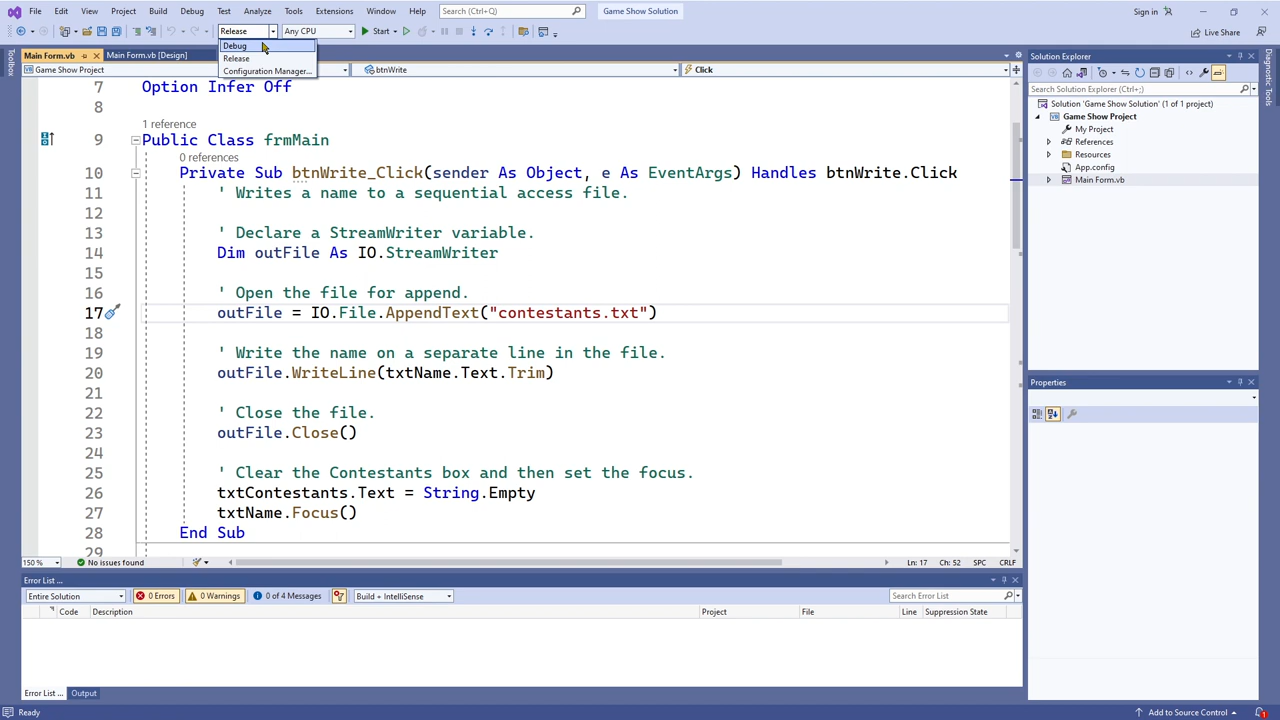 File Edit View Git Project Build Debug Test Analyze Tools Extensions Window Help Search (Ctrl+Q) Game Show Solution Sign in
Release Any CPU Start Live Share
Debug
Release
Configuration Manager...
Main Form.vb Main Form.vb [Design]
Game Show Project btnWrite Click
7 Option Infer Off
8
1 reference
9 Public Class frmMain
0 references
10 Private Sub btnWrite_Click(sender As Object, e As EventArgs) Handles btnWrite.Click
11 ' Writes a name to a sequential access file.
12
13 ' Declare a StreamWriter variable.
14 Dim outFile As IO.StreamWriter
15
16 ' Open the file for append.
17 outFile = IO.File.AppendText("contestants.txt")
18
19 ' Write the name on a separate line in the file.
20 outFile.WriteLine(txtName.Text.Trim)
21
22 ' Close the file.
23 outFile.Close()
24
25 ' Clear the Contestants box and then set the focus.
26 txtContestants.Text = String.Empty
27 txtName.Focus()
28 End Sub
29
150 % No issues found Ln: 17 Ch: 52 SPC CRLF
Error List ...
Entire Solution 0 Errors 0 Warnings 0 of 4 Messages Build + IntelliSense Search Error List
Code Description Project File Line Suppression State
Error List ... Output
Ready Add to Source Control 1
Toolbox
Solution Explorer
Search Solution Explorer (Ctrl+;)
Solution 'Game Show Solution' (1 of 1 project)
Game Show Project
My Project
References
Resources
App.config
Main Form.vb
Properties
Diagnostic Tools